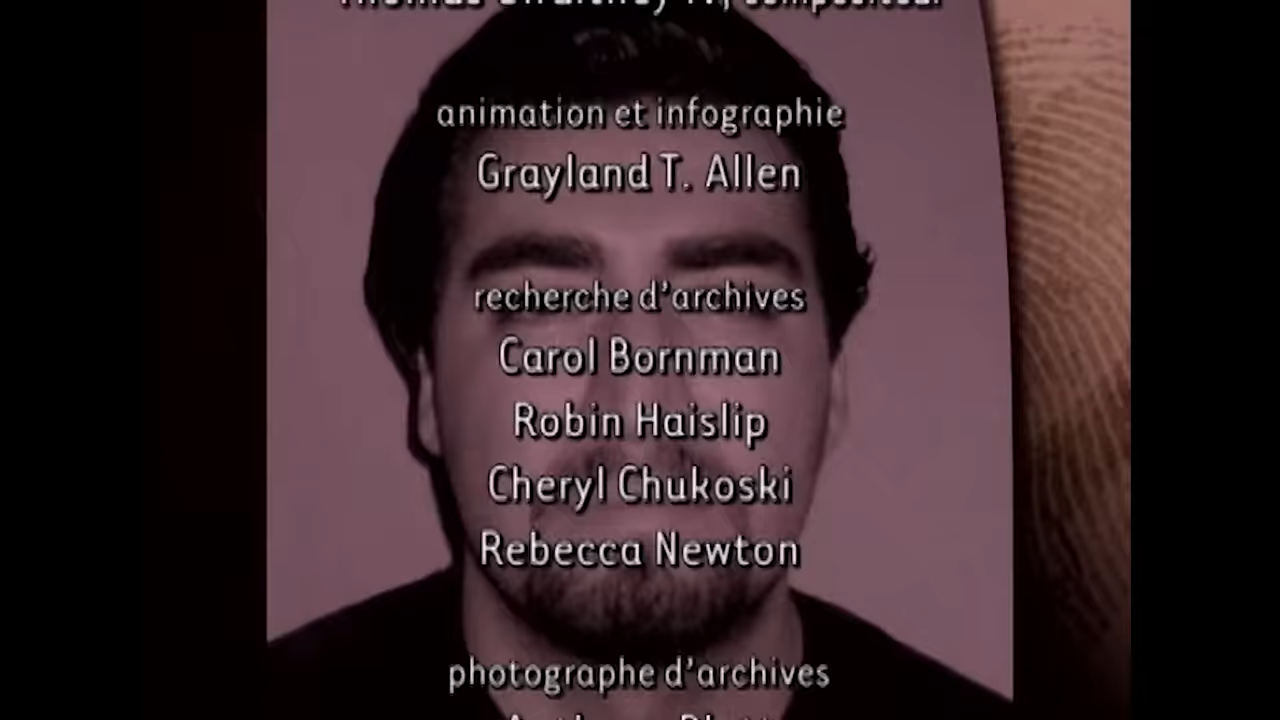 animation et infographie
Grayland T. Allen
recherche d'archives
Carol Bornman
Robin Haislip
Cheryl Chukoski
Rebecca Newton
photographe d'archives